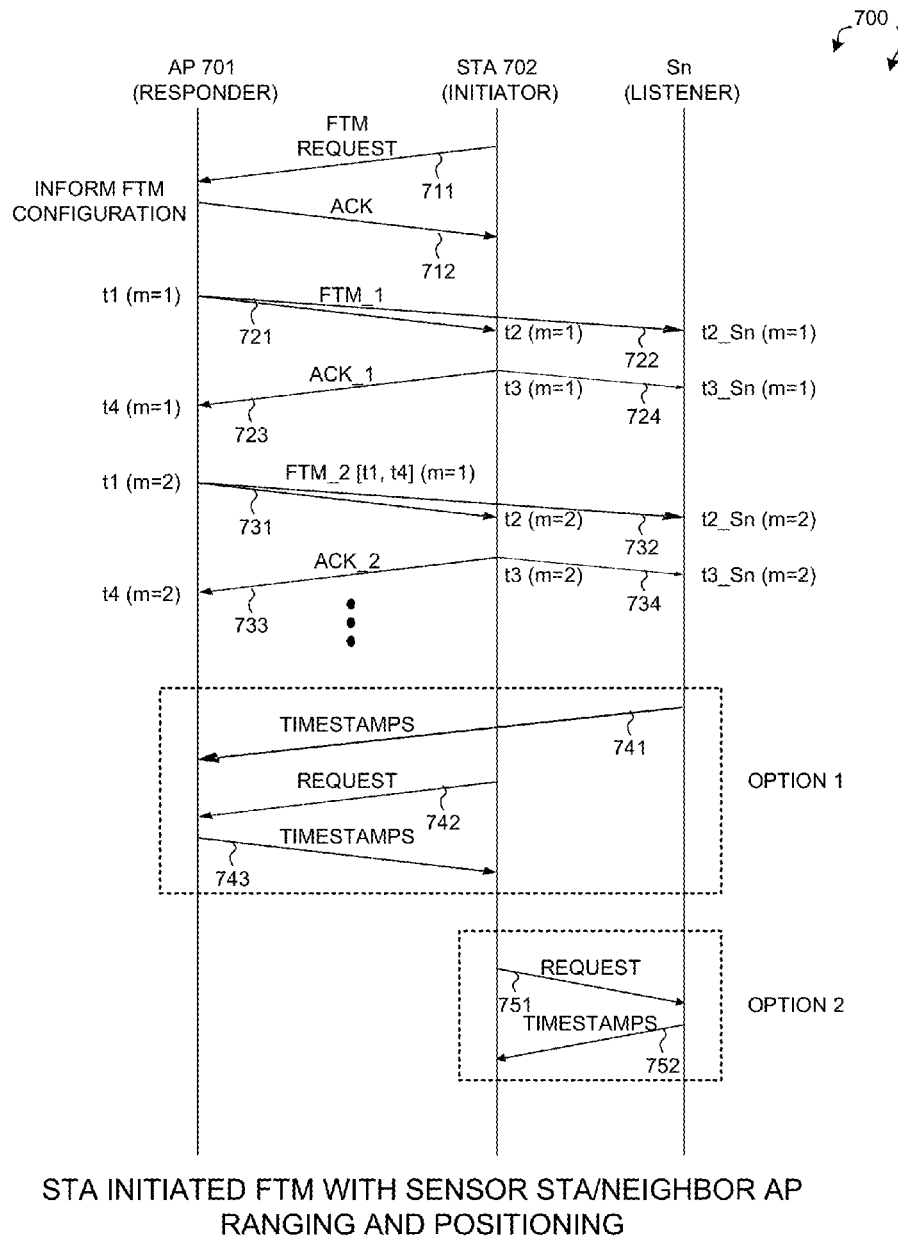 700
AP 701
(RESPONDER)
STA 702
(INITIATOR)
Sn
(LISTENER)
FTM
REQUEST
711
INFORM FTM
CONFIGURATION
ACK
712
t1 (m=1)
FTM_1
721
t2 (m=1)
722
t2_Sn (m=1)
ACK_1
t3 (m=1)
724
t3_Sn (m=1)
t4 (m=1)
723
t1 (m=2)
FTM_2 [t1, t4] (m=1)
731
t2 (m=2)
732
t2_Sn (m=2)
ACK_2
t3 (m=2)
734
t3_Sn (m=2)
t4 (m=2)
733
TIMESTAMPS
741
REQUEST
742
OPTION 1
TIMESTAMPS
743
REQUEST
751
OPTION 2
TIMESTAMPS
752
STA INITIATED FTM WITH SENSOR STA/NEIGHBOR AP
RANGING AND POSITIONING